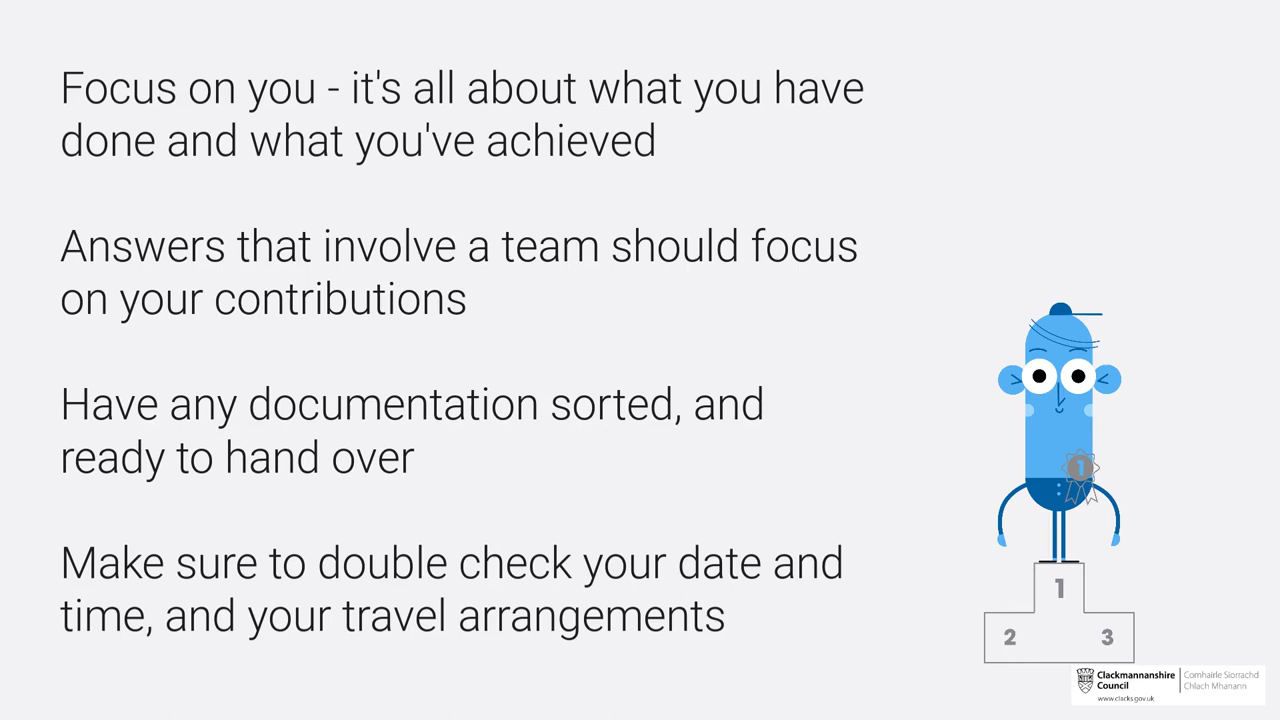 Focus on you - it's all about what you have
done and what you've achieved
Answers that involve a team should focus
on your contributions
Have any documentation sorted, and
ready to hand over
Make sure to double check your date and
time, and your travel arrangements
1
1
2
3
Clackmannanshire
Council
www.clacks.gov.uk
Comhairle Siorrachd
Chlach Mhanann